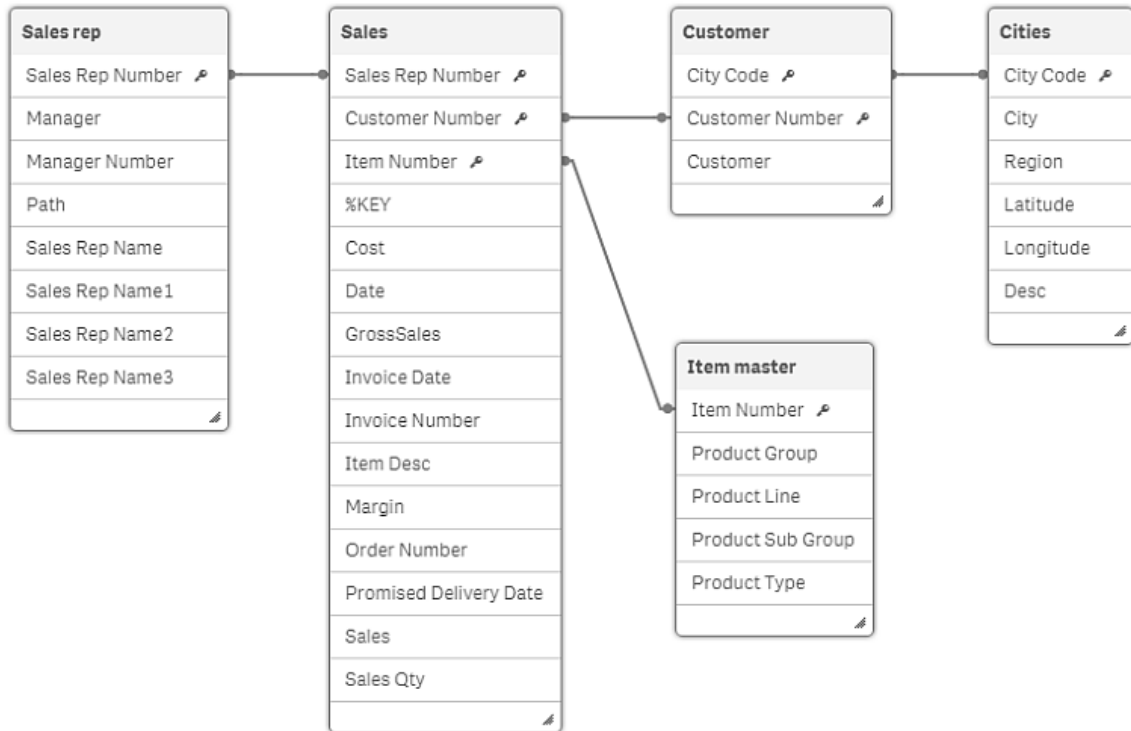 Sales rep
Sales Rep Number
Manager
Manager Number
Path
Sales Rep Name
Sales Rep Name1
Sales Rep Name2
Sales Rep Name3
Sales
Sales Rep Number
Customer Number
Item Number
%KEY
Cost
Date
GrossSales
Invoice Date
Invoice Number
Item Desc
Margin
Order Number
Promised Delivery Date
Sales
Sales Qty
Customer
City Code
Customer Number
Customer
Item master
Item Number
Product Group
Product Line
Product Sub Group
Product Type
Cities
City Code
City
Region
Latitude
Longitude
Desc